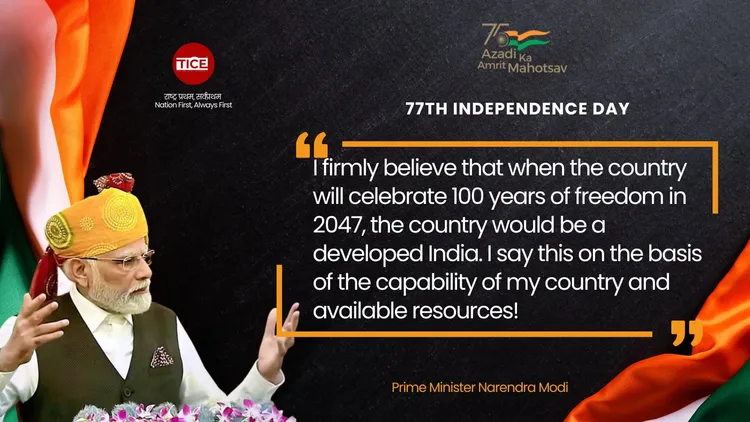 TICE
राष्ट्र प्रथम, सर्वप्रथम
Nation First, Always First
75
Azadi Ka
Amrit Mahotsav
77TH INDEPENDENCE DAY
“
I firmly believe that when the country
will celebrate 100 years of freedom in
2047, the country would be a
developed India. I say this on the basis
of the capability of my country and
available resources!
”
Prime Minister Narendra Modi